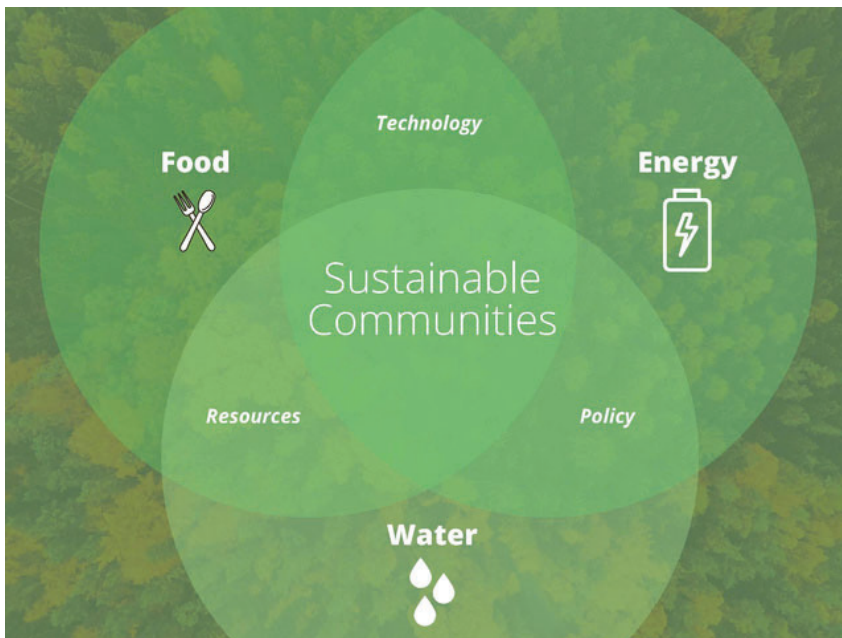 Technology
Food
Energy
Sustainable
Communities
Resources
Policy
Water